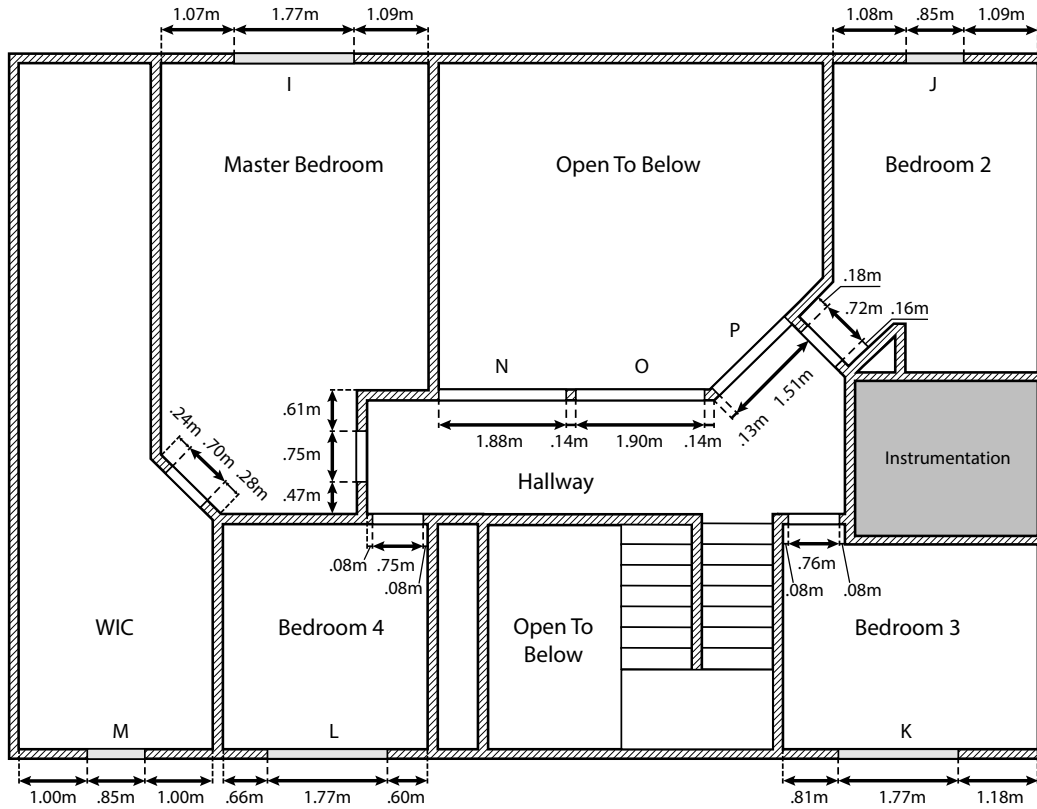 1.07m 1.77m 1.09m 1.08m .85m 1.09m
I J
Master Bedroom Open To Below Bedroom 2
.18m
.72m .16m
P
N O
.61m
1.51m
.13m
.24m .70m .28m
1.88m .14m 1.90m .14m
.75m
Hallway
Instrumentation
.47m
.08m .75m .08m
.76m
.08m .08m
WIC Bedroom 4 Open To
Below
Bedroom 3
M L K
1.00m .85m 1.00m .66m 1.77m .60m .81m 1.77m 1.18m